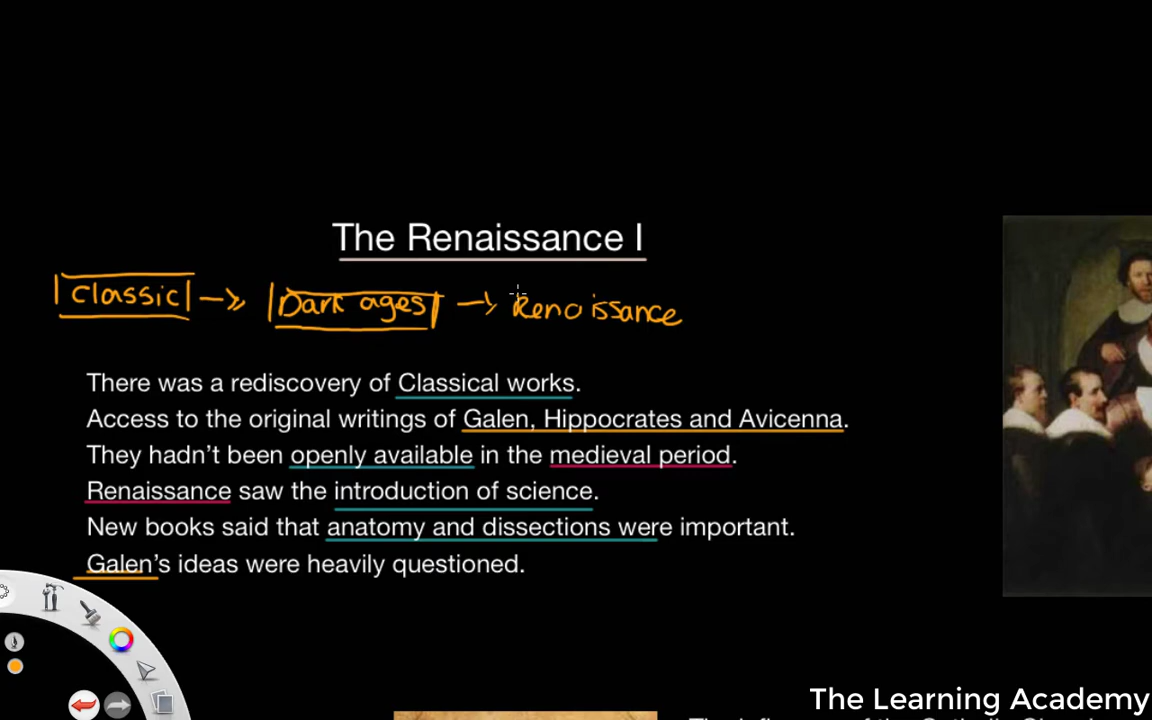 The Renaissance I
Classic → Dark ages → Renaissance
There was a rediscovery of Classical works.
Access to the original writings of Galen, Hippocrates and Avicenna.
They hadn't been openly available in the medieval period.
Renaissance saw the introduction of science.
New books said that anatomy and dissections were important.
Galen's ideas were heavily questioned.
The Learning Academy